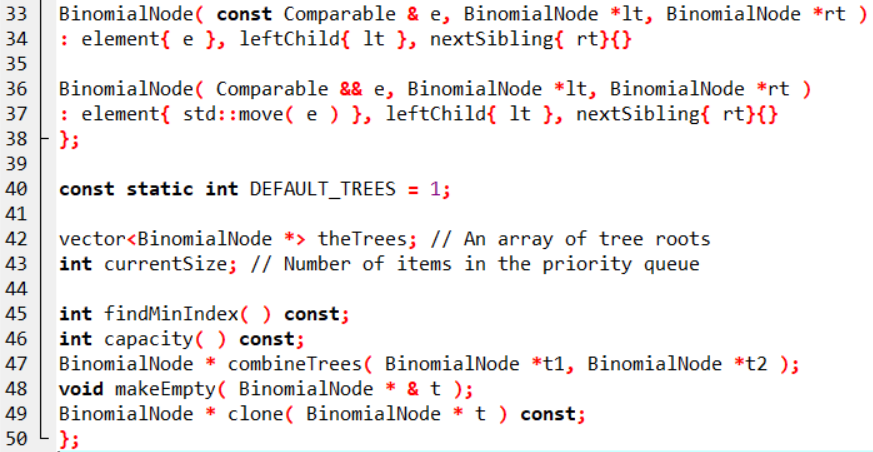 33 BinomialNode( const Comparable & e, BinomialNode *lt, BinomialNode *rt )
34 : element{ e }, leftChild{ lt }, nextSibling{ rt}{}
35
36 BinomialNode( Comparable && e, BinomialNode *lt, BinomialNode *rt )
37 : element{ std::move( e ) }, leftChild{ lt }, nextSibling{ rt}{}
38 };
39
40 const static int DEFAULT_TREES = 1;
41
42 vector<BinomialNode *> theTrees; // An array of tree roots
43 int currentSize; // Number of items in the priority queue
44
45 int findMinIndex( ) const;
46 int capacity( ) const;
47 BinomialNode * combineTrees( BinomialNode *t1, BinomialNode *t2 );
48 void makeEmpty( BinomialNode * & t );
49 BinomialNode * clone( BinomialNode * t ) const;
50 };